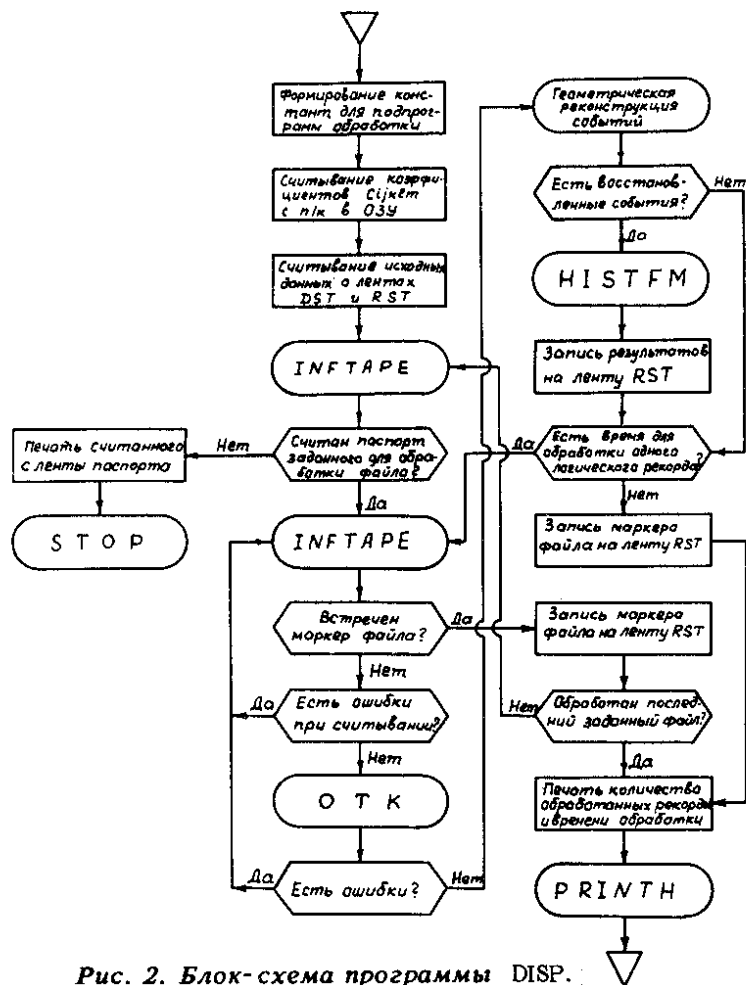 Формирование конс-
тант для подпрог-
рамм обработки
Считывание коэффи-
циентов Cijklm
с п/к в ОЗУ
Считывание исходных
данных о лентах
DST и RST
INFTAPE
Считан паспорт
заданного для обра-
ботки файла?
Нет
Да
Печать считанного
с ленты паспорта
STOP
INFTAPE
Встречен
маркер файла?
Да
Нет
Есть ошибки
при считывании?
Да
Нет
ОТК
Есть ошибки?
Да
Нет
Геометрическая
реконструкция
событий
Есть восстанов-
ленные события?
Нет
Да
HISTFM
Запись результатов
на ленту RST
Есть время для
обработки одного
логического рекорда?
Да
Нет
Запись маркера
файла на ленту RST
Запись маркера
файла на ленту RST
Обработан послед-
ний заданный файл?
Нет
Да
Печать количества
обработанных рекорд.
и времени обработки
PRINTH
Рис. 2. Блок-схема программы DISP.